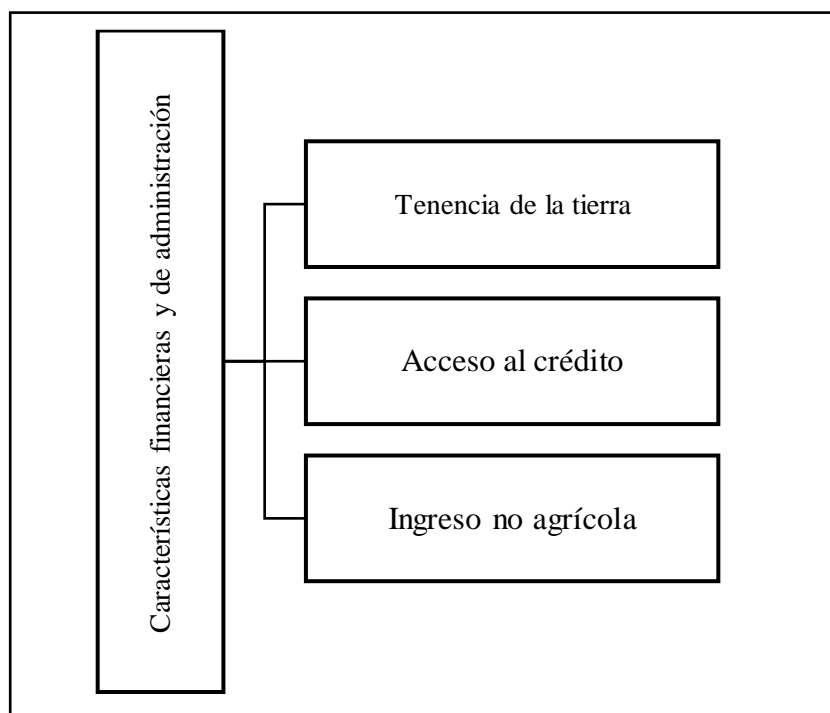 Características financieras y de administración
Tenencia de la tierra
Acceso al crédito
Ingreso no agrícola